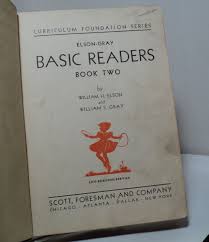 CURRICULUM FOUNDATION SERIES
ELSON-GRAY
BASIC READERS
BOOK TWO
by
WILLIAM H. ELSON
and
WILLIAM S. GRAY
SCOTT, FORESMAN AND COMPANY
CHICAGO - ATLANTA - DALLAS - NEW YORK